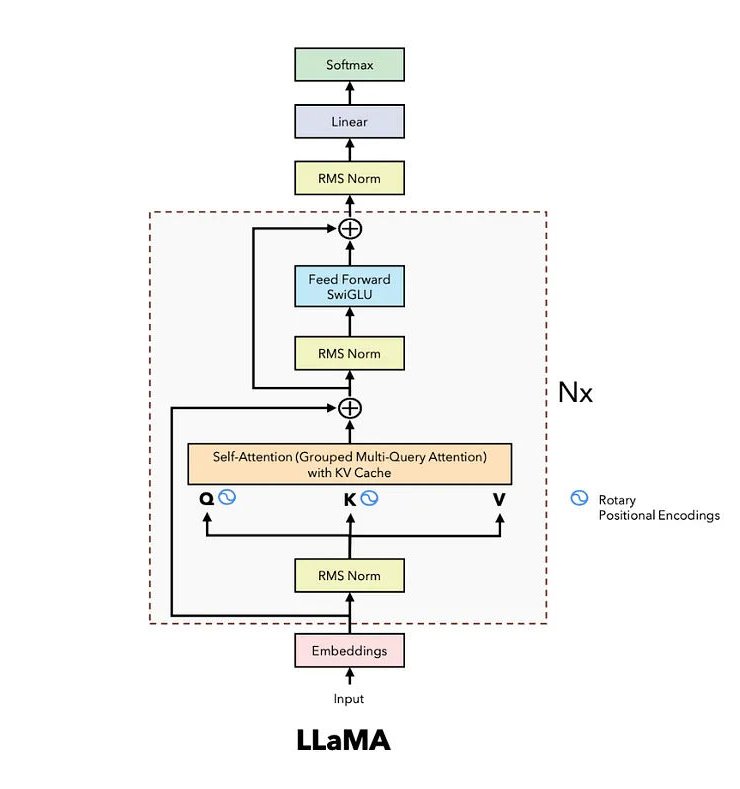 Softmax
Linear
RMS Norm
Feed Forward
SwiGLU
RMS Norm
Nx
Self-Attention (Grouped Multi-Query Attention)
with KV Cache
Q K V
Rotary
Positional Encodings
RMS Norm
Embeddings
Input
LLaMA